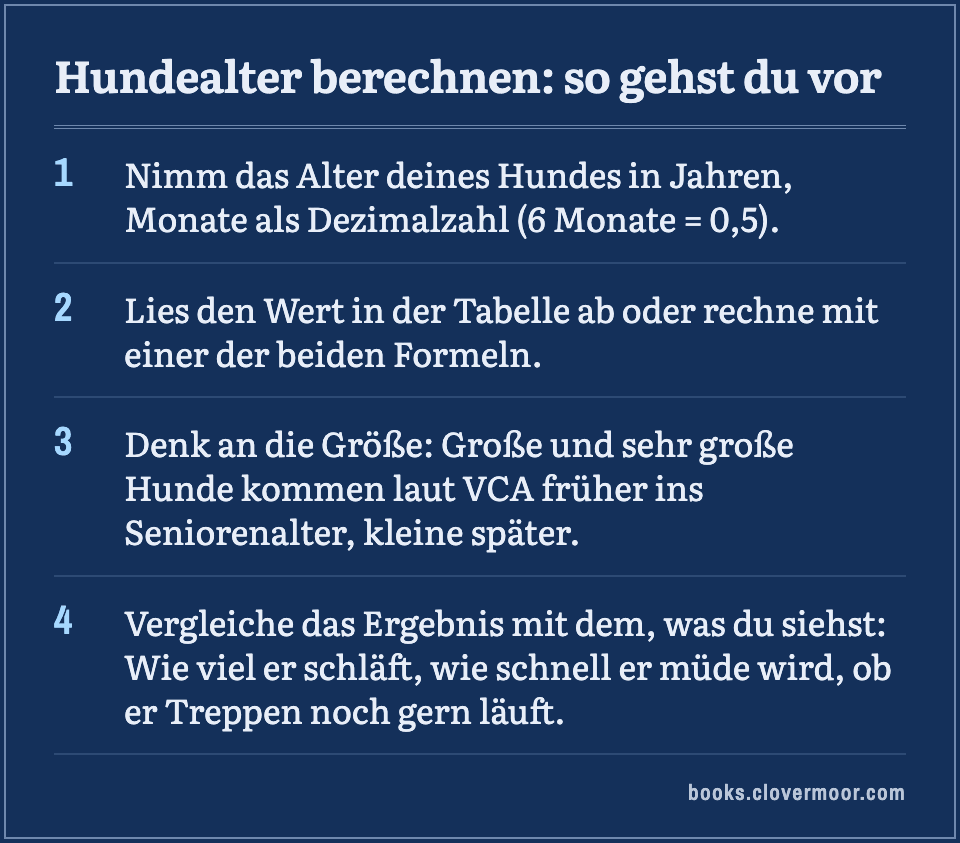 Hundealter berechnen: so gehst du vor
1 Nimm das Alter deines Hundes in Jahren,
Monate als Dezimalzahl (6 Monate = 0,5).
2 Lies den Wert in der Tabelle ab oder rechne mit
einer der beiden Formeln.
3 Denk an die Größe: Große und sehr große
Hunde kommen laut VCA früher ins
Seniorenalter, kleine später.
4 Vergleiche das Ergebnis mit dem, was du siehst:
Wie viel er schläft, wie schnell er müde wird, ob
er Treppen noch gern läuft.
books.clovermoor.com